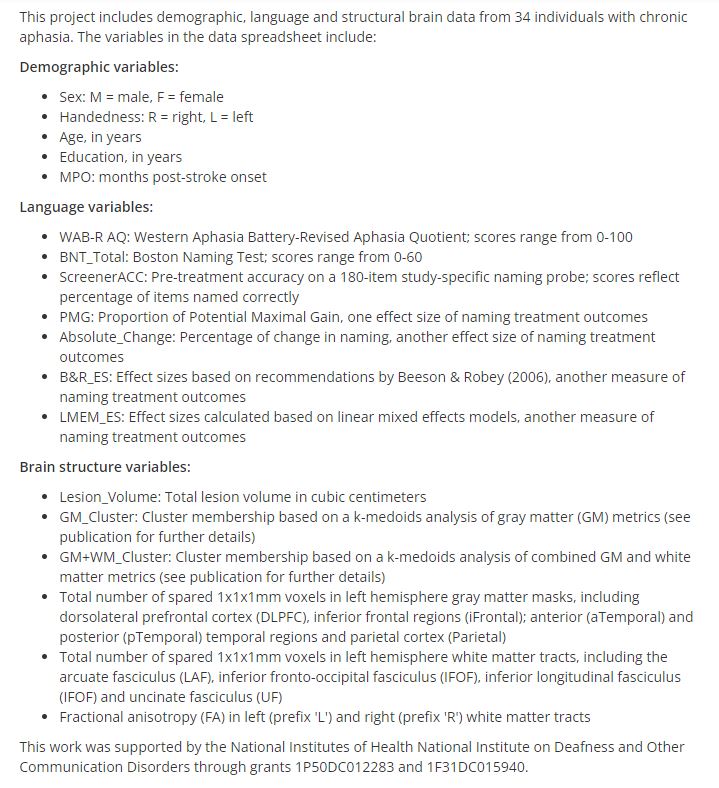 This project includes demographic, language and structural brain data from 34 individuals with chronic
aphasia. The variables in the data spreadsheet include:
Demographic variables:
• Sex: M = male, F = female
• Handedness: R = right, L = left
• Age, in years
• Education, in years
• MPO: months post-stroke onset
Language variables:
• WAB-R AQ: Western Aphasia Battery-Revised Aphasia Quotient; scores range from 0-100
• BNT_Total: Boston Naming Test; scores range from 0-60
• ScreenerACC: Pre-treatment accuracy on a 180-item study-specific naming probe; scores reflect
percentage of items named correctly
• PMG: Proportion of Potential Maximal Gain, one effect size of naming treatment outcomes
• Absolute_Change: Percentage of change in naming, another effect size of naming treatment
outcomes
• B&R_ES: Effect sizes based on recommendations by Beeson & Robey (2006), another measure of
naming treatment outcomes
• LMEM_ES: Effect sizes calculated based on linear mixed effects models, another measure of
naming treatment outcomes
Brain structure variables:
• Lesion_Volume: Total lesion volume in cubic centimeters
• GM_Cluster: Cluster membership based on a k-medoids analysis of gray matter (GM) metrics (see
publication for further details)
• GM+WM_Cluster: Cluster membership based on a k-medoids analysis of combined GM and white
matter metrics (see publication for further details)
• Total number of spared 1x1x1mm voxels in left hemisphere gray matter masks, including
dorsolateral prefrontal cortex (DLPFC), inferior frontal regions (iFrontal); anterior (aTemporal) and
posterior (pTemporal) temporal regions and parietal cortex (Parietal)
• Total number of spared 1x1x1mm voxels in left hemisphere white matter tracts, including the
arcuate fasciculus (LAF), inferior fronto-occipital fasciculus (IFOF), inferior longitudinal fasciculus
(IFOF) and uncinate fasciculus (UF)
• Fractional anisotropy (FA) in left (prefix 'L') and right (prefix 'R') white matter tracts
This work was supported by the National Institutes of Health National Institute on Deafness and Other
Communication Disorders through grants 1P50DC012283 and 1F31DC015940.